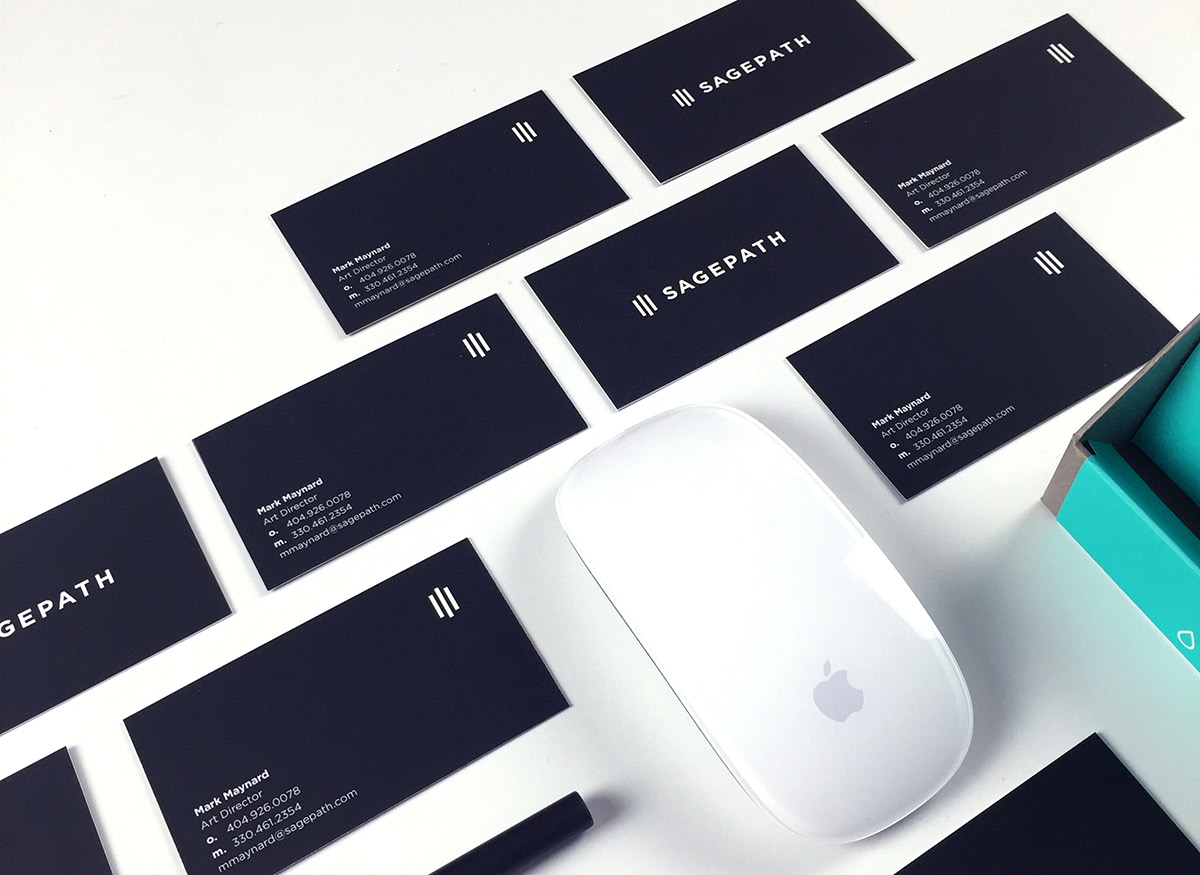 SAGEPATH
Mark Maynard
Art Director
o. 404.926.0078
m. 330.461.2354
mmaynard@sagepath.com
Mark Maynard
Art Director
o. 404.926.0078
m. 330.461.2354
mmaynard@sagepath.com
SAGEPATH
Mark Maynard
Art Director
o. 404.926.0078
m. 330.461.2354
mmaynard@sagepath.com
Mark Maynard
Art Director
o. 404.926.0078
m. 330.461.2354
mmaynard@sagepath.com
GEPATH
Mark Maynard
Art Director
o. 404.926.0078
m. 330.461.2354
mmaynard@sagepath.com